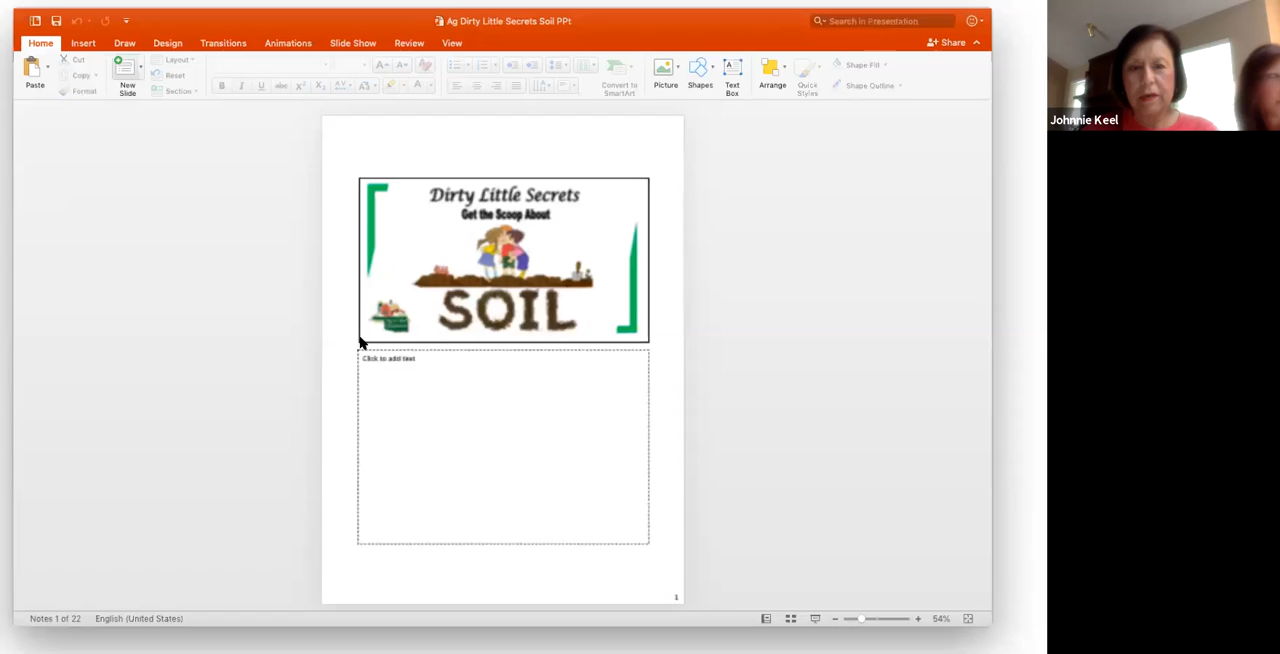 Ag Dirty Little Secrets Soil PPt
Search in Presentation
Home Insert Draw Design Transitions Animations Slide Show Review View
Share
Paste
Cut
Copy
Format
New Slide
Layout
Reset
Section
Convert to SmartArt
Picture
Shapes
Text Box
Arrange
Quick Styles
Shape Fill
Shape Outline
Dirty Little Secrets
Get the Scoop About
SOIL
Click to add text
1
Notes 1 of 22 English (United States)
54%
Johnnie Keel